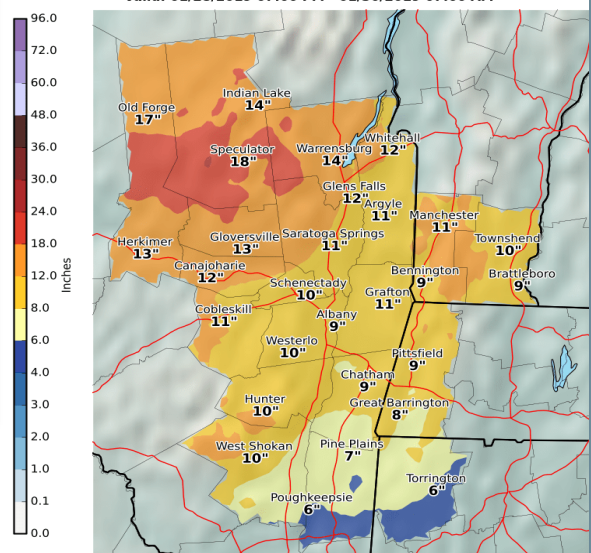 96.0
72.0
60.0
48.0
36.0
30.0
24.0
18.0
12.0
8.0
6.0
4.0
3.0
2.0
1.0
0.1
0.0
Inches
Indian Lake
14"
Old Forge
17"
Whitehall
12"
Speculator
18"
Warrensburg
14"
Glens Falls
12"
Argyle
11"
Manchester
11"
Herkimer
13"
Gloversville
13"
Saratoga Springs
11"
Townshend
10"
Canajoharie
12"
Bennington
9"
Brattleboro
9"
Schenectady
10"
Grafton
11"
Cobleskill
11"
Albany
9"
Westerlo
10"
Pittsfield
9"
Chatham
9"
Hunter
10"
Great Barrington
8"
West Shokan
10"
Pine Plains
7"
Torrington
6"
Poughkeepsie
6"